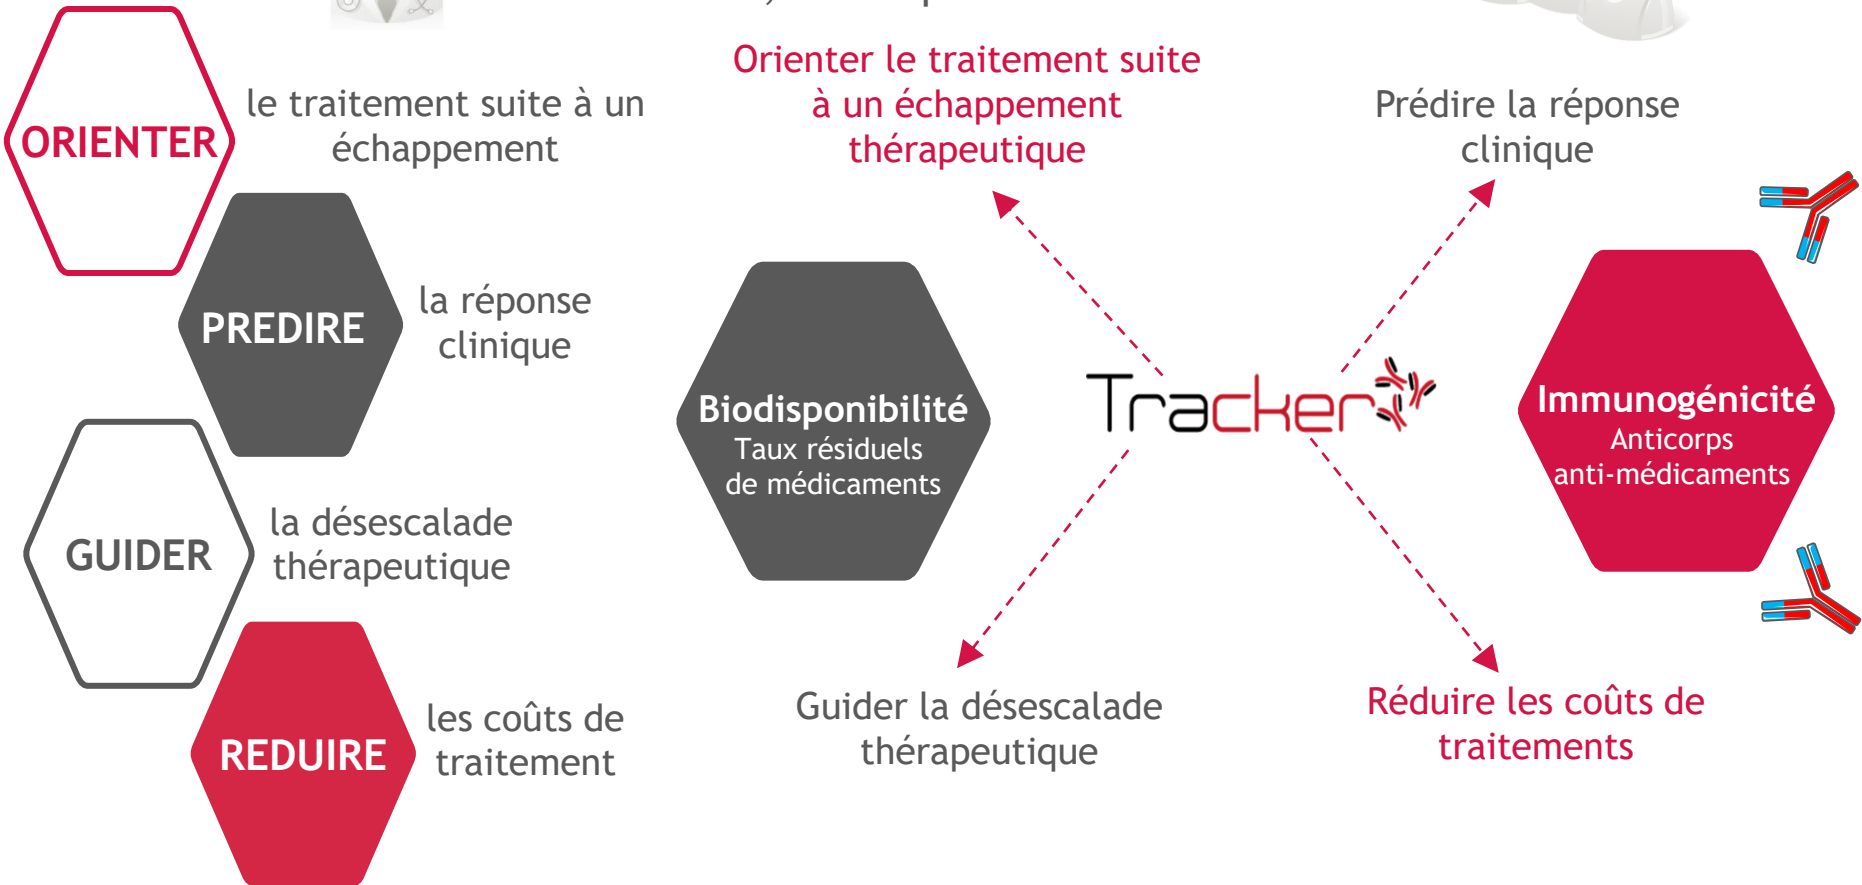 ORIENTER
le traitement suite à un
échappement
PREDIRE
la réponse
clinique
GUIDER
la désescalade
thérapeutique
REDUIRE
les coûts de
traitement
Orienter le traitement suite
à un échappement
thérapeutique
Prédire la réponse
clinique
Biodisponibilité
Taux résiduels
de médicaments
Tracker
Immunogénicité
Anticorps
anti-médicaments
Guider la désescalade
thérapeutique
Réduire les coûts de
traitements